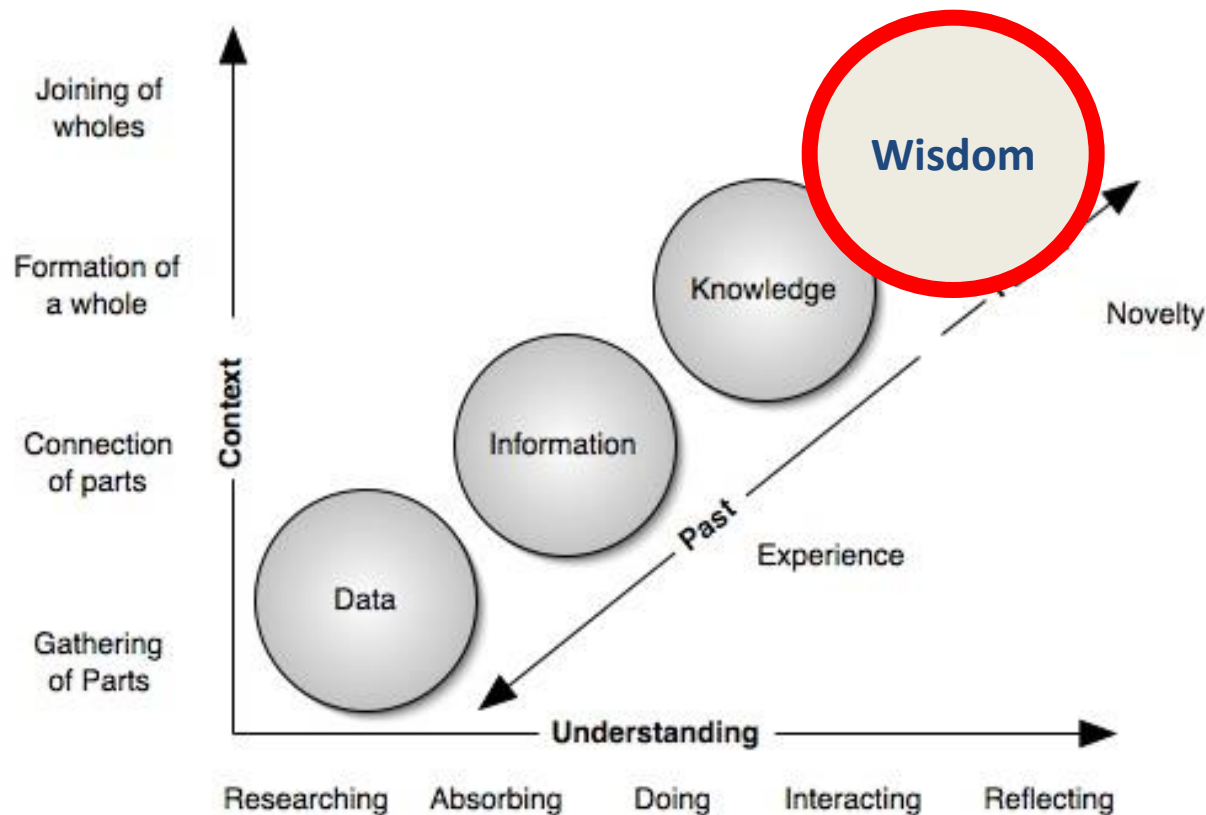 Joining of
wholes
Wisdom
Formation of
a whole
Knowledge
Novelty
Context
Connection
of parts
Information
Past
Experience
Data
Gathering
of Parts
Understanding
Researching Absorbing Doing Interacting Reflecting